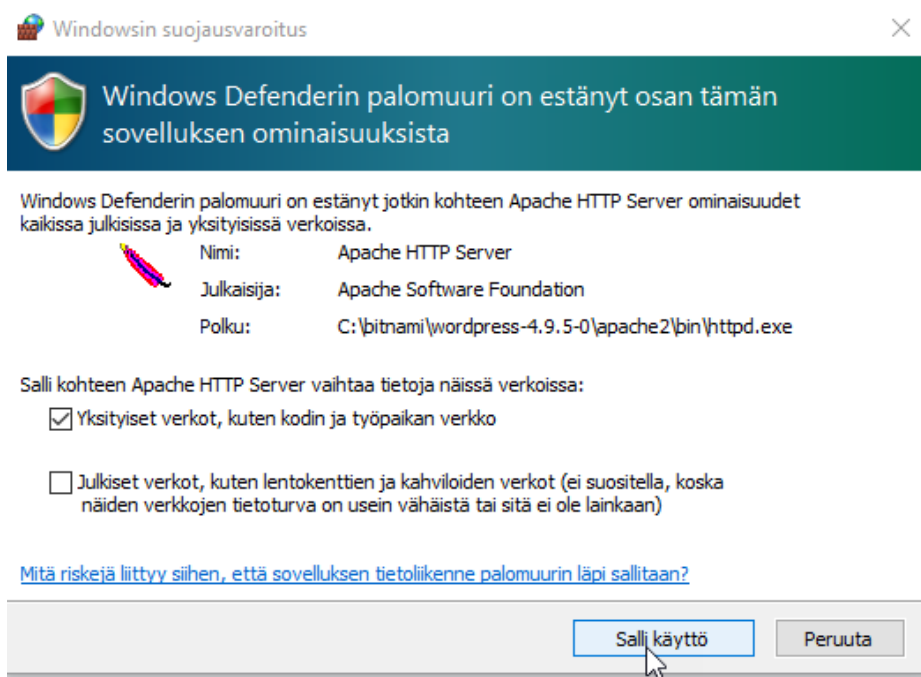 Windowsin suojausvaroitus
Windows Defenderin palomuuri on estänyt osan tämän
sovelluksen ominaisuuksista
Windows Defenderin palomuuri on estänyt jotkin kohteen Apache HTTP Server ominaisuudet
kaikissa julkisissa ja yksityisissä verkoissa.
Nimi: Apache HTTP Server
Julkaisija: Apache Software Foundation
Polku: C:\bitnami\wordpress-4.9.5-0\apache2\bin\httpd.exe
Salli kohteen Apache HTTP Server vaihtaa tietoja näissä verkoissa:
Yksityiset verkot, kuten kodin ja työpaikan verkko
Julkiset verkot, kuten lentokenttien ja kahviloiden verkot (ei suositella, koska
näiden verkkojen tietoturva on usein vähäistä tai sitä ei ole lainkaan)
Mitä riskejä liittyy siihen, että sovelluksen tietoliikenne palomuurin läpi sallitaan?
Salli käyttö Peruuta